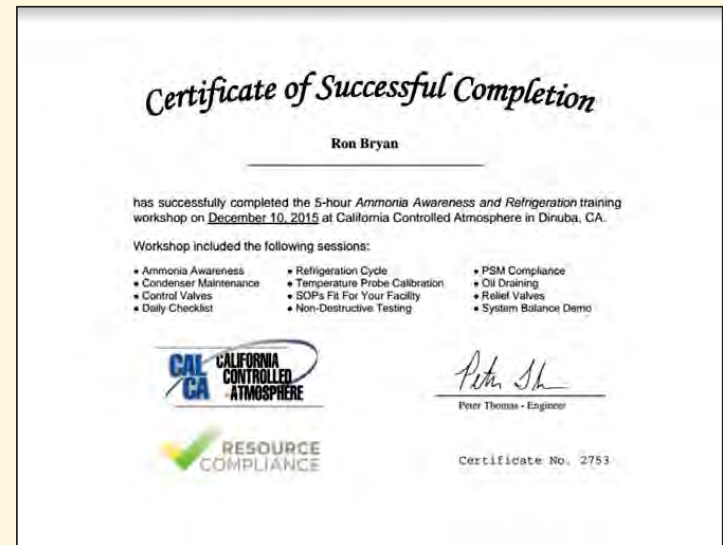 Certificate of Successful Completion
Ron Bryan
has successfully completed the 5-hour Ammonia Awareness and Refrigeration training
workshop on December 10, 2015 at California Controlled Atmosphere in Dinuba, CA.
Workshop included the following sessions:
• Ammonia Awareness
• Condenser Maintenance
• Control Valves
• Daily Checklist
• Refrigeration Cycle
• Temperature Probe Calibration
• SOPs Fit For Your Facility
• Non-Destructive Testing
• PSM Compliance
• Oil Draining
• Relief Valves
• System Balance Demo
CAL CALIFORNIA
CONTROLLED
CA ATMOSPHERE
Peter Thomas - Engineer
RESOURCE
COMPLIANCE
Certificate No. 2753